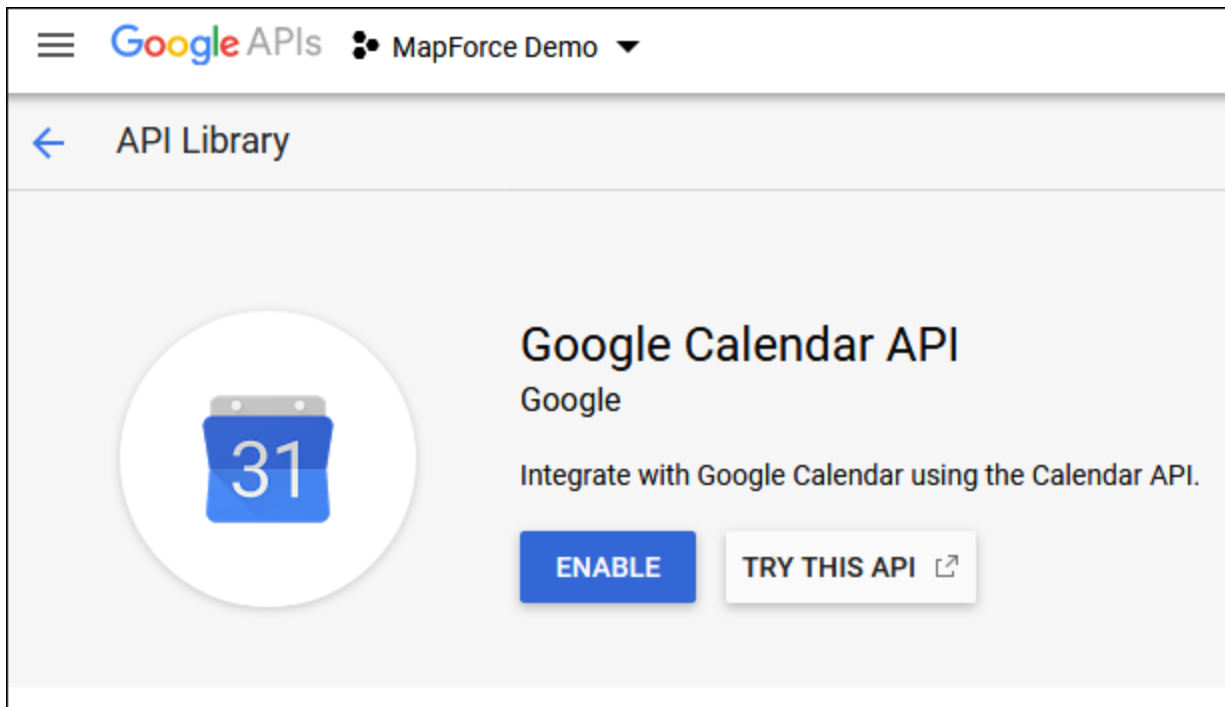 Google APIs MapForce Demo
API Library
Google Calendar API
Google
31
Integrate with Google Calendar using the Calendar API.
ENABLE TRY THIS API